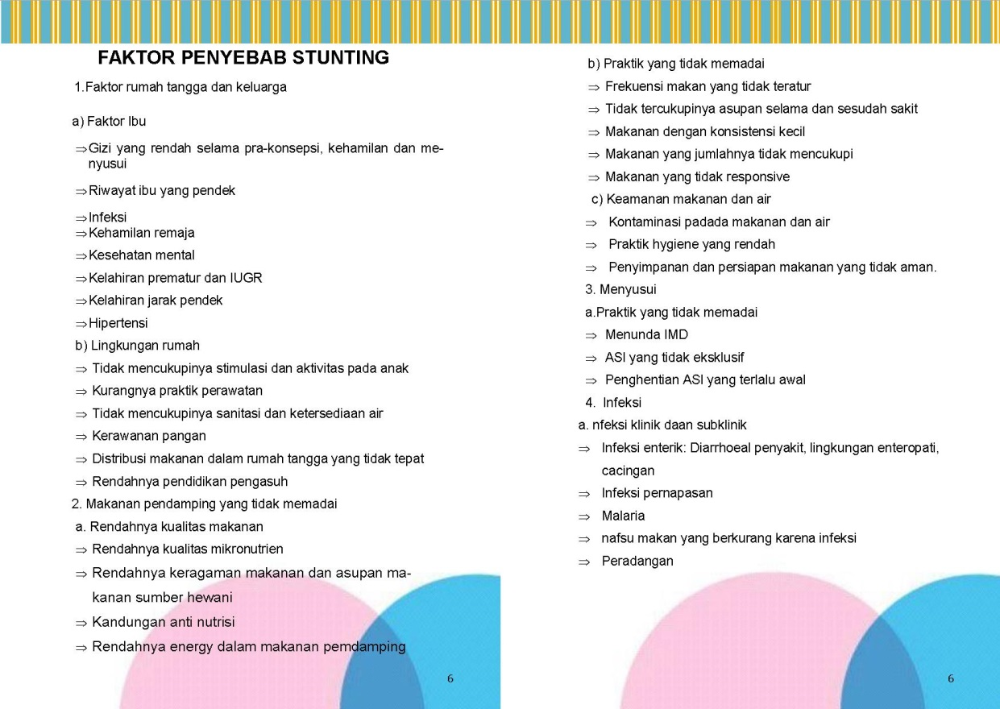 FAKTOR PENYEBAB STUNTING
1.Faktor rumah tangga dan keluarga
a) Faktor Ibu
⇒Gizi yang rendah selama pra-konsepsi, kehamilan dan me-
nyusui
⇒Riwayat ibu yang pendek
⇒Infeksi
⇒Kehamilan remaja
⇒Kesehatan mental
⇒Kelahiran prematur dan IUGR
⇒Kelahiran jarak pendek
⇒Hipertensi
b) Lingkungan rumah
⇒ Tidak mencukupinya stimulasi dan aktivitas pada anak
⇒ Kurangnya praktik perawatan
⇒ Tidak mencukupinya sanitasi dan ketersediaan air
⇒ Kerawanan pangan
⇒ Distribusi makanan dalam rumah tangga yang tidak tepat
⇒ Rendahnya pendidikan pengasuh
2. Makanan pendamping yang tidak memadai
a. Rendahnya kualitas makanan
⇒ Rendahnya kualitas mikronutrien
⇒ Rendahnya keragaman makanan dan asupan ma-
kanan sumber hewani
⇒ Kandungan anti nutrisi
⇒ Rendahnya energy dalam makanan pemdamping
6
b) Praktik yang tidak memadai
⇒ Frekuensi makan yang tidak teratur
⇒ Tidak tercukupinya asupan selama dan sesudah sakit
⇒ Makanan dengan konsistensi kecil
⇒ Makanan yang jumlahnya tidak mencukupi
⇒ Makanan yang tidak responsive
c) Keamanan makanan dan air
⇒ Kontaminasi padada makanan dan air
⇒ Praktik hygiene yang rendah
⇒ Penyimpanan dan persiapan makanan yang tidak aman.
3. Menyusui
a.Praktik yang tidak memadai
⇒ Menunda IMD
⇒ ASI yang tidak eksklusif
⇒ Penghentian ASI yang terlalu awal
4. Infeksi
a. nfeksi klinik daan subklinik
⇒ Infeksi enterik: Diarrhoeal penyakit, lingkungan enteropati,
cacingan
⇒ Infeksi pernapasan
⇒ Malaria
⇒ nafsu makan yang berkurang karena infeksi
⇒ Peradangan
6